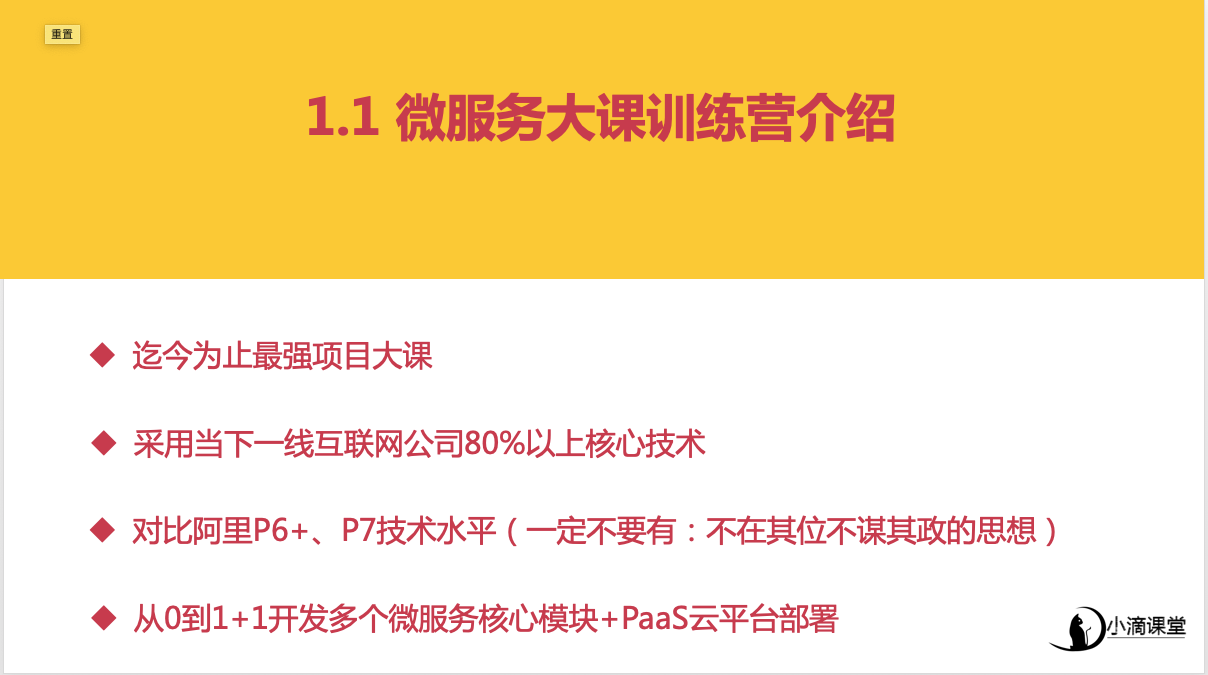 重置
1.1 微服务大课训练营介绍
◆ 迄今为止最强项目大课
◆ 采用当下一线互联网公司80%以上核心技术
◆ 对比阿里P6+、P7技术水平（一定不要有：不在其位不谋其政的思想）
◆ 从0到1+1开发多个微服务核心模块+PaaS云平台部署
小滴课堂